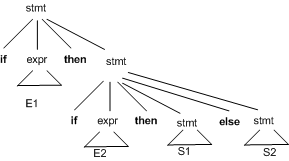 stmt
if expr then stmt
E1
if expr then stmt else stmt
E2 S1 S2